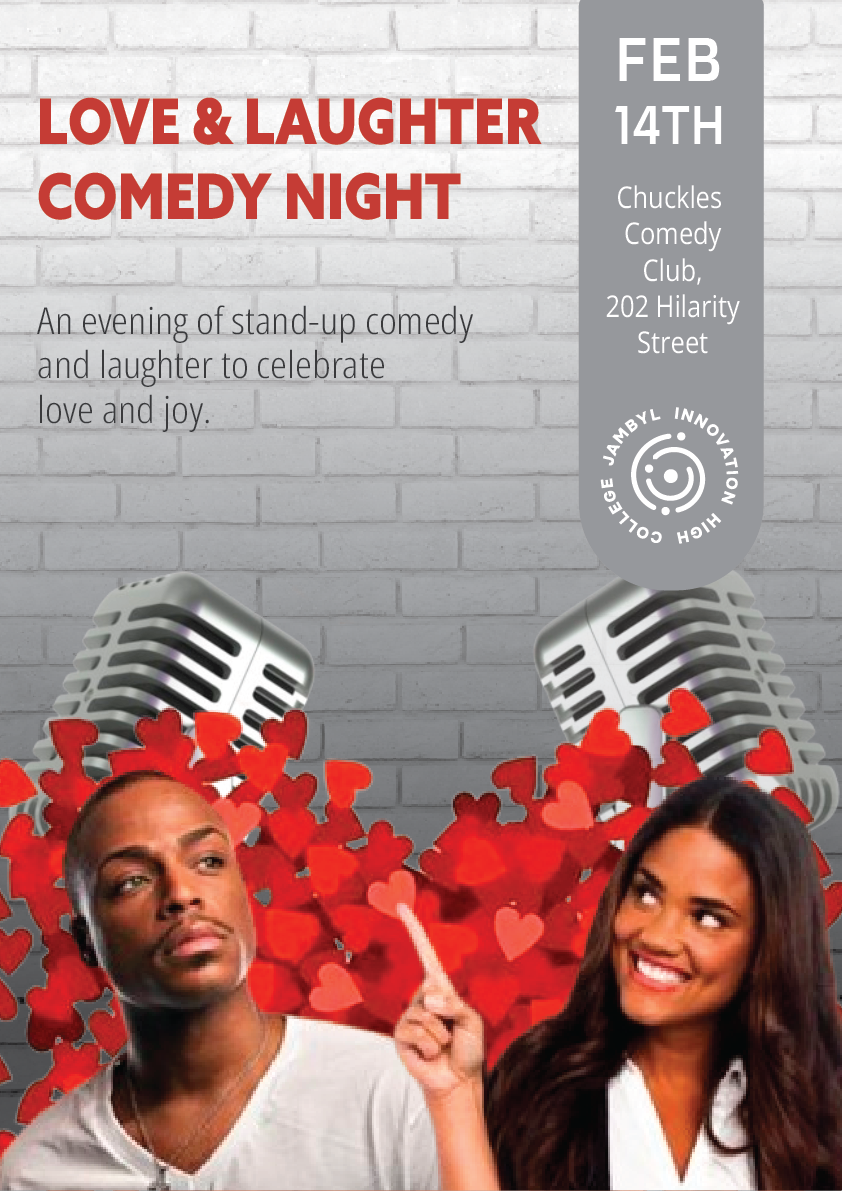 LOVE & LAUGHTER
COMEDY NIGHT
An evening of stand-up comedy
and laughter to celebrate
love and joy.
FEB
14TH
Chuckles
Comedy
Club,
202 Hilarity
Street
JAMBYL INNOVATION HIGH COLLEGE